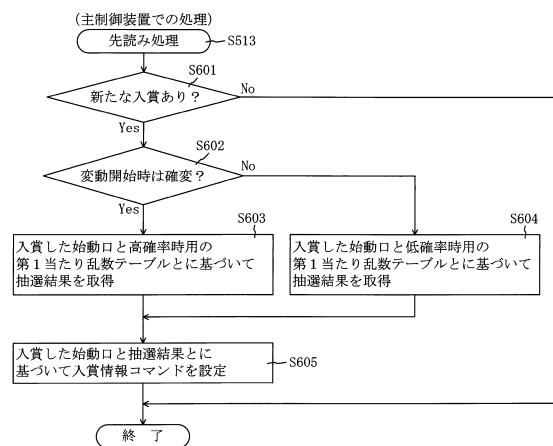 (主制御装置での処理)
先読み処理
S513
S601
新たな入賞あり?
No
Yes
S602
変動開始時は確変?
No
Yes
S603
入賞した始動口と高確率時用の
第1当たり乱数テーブルとに基づいて
抽選結果を取得
S604
入賞した始動口と低確率時用の
第1当たり乱数テーブルとに基づいて
抽選結果を取得
入賞した始動口と抽選結果とに
基づいて入賞情報コマンドを設定
S605
終 了